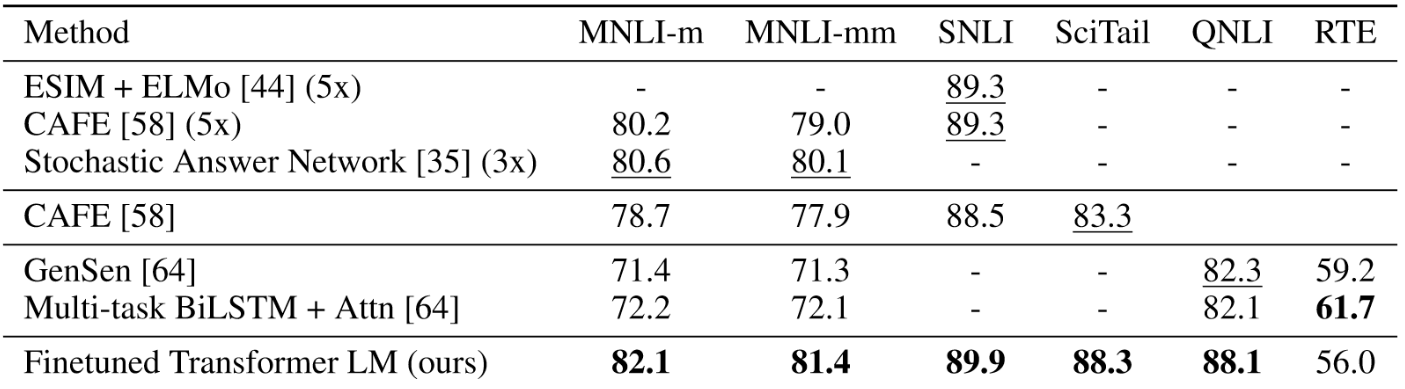 Method MNLI-m MNLI-mm SNLI SciTail QNLI RTE
ESIM + ELMo [44] (5x) - - 89.3 - - -
CAFE [58] (5x) 80.2 79.0 89.3 - - -
Stochastic Answer Network [35] (3x) 80.6 80.1 - - - -
CAFE [58] 78.7 77.9 88.5 83.3
GenSen [64] 71.4 71.3 - - 82.3 59.2
Multi-task BiLSTM + Attn [64] 72.2 72.1 - - 82.1 61.7
Finetuned Transformer LM (ours) 82.1 81.4 89.9 88.3 88.1 56.0